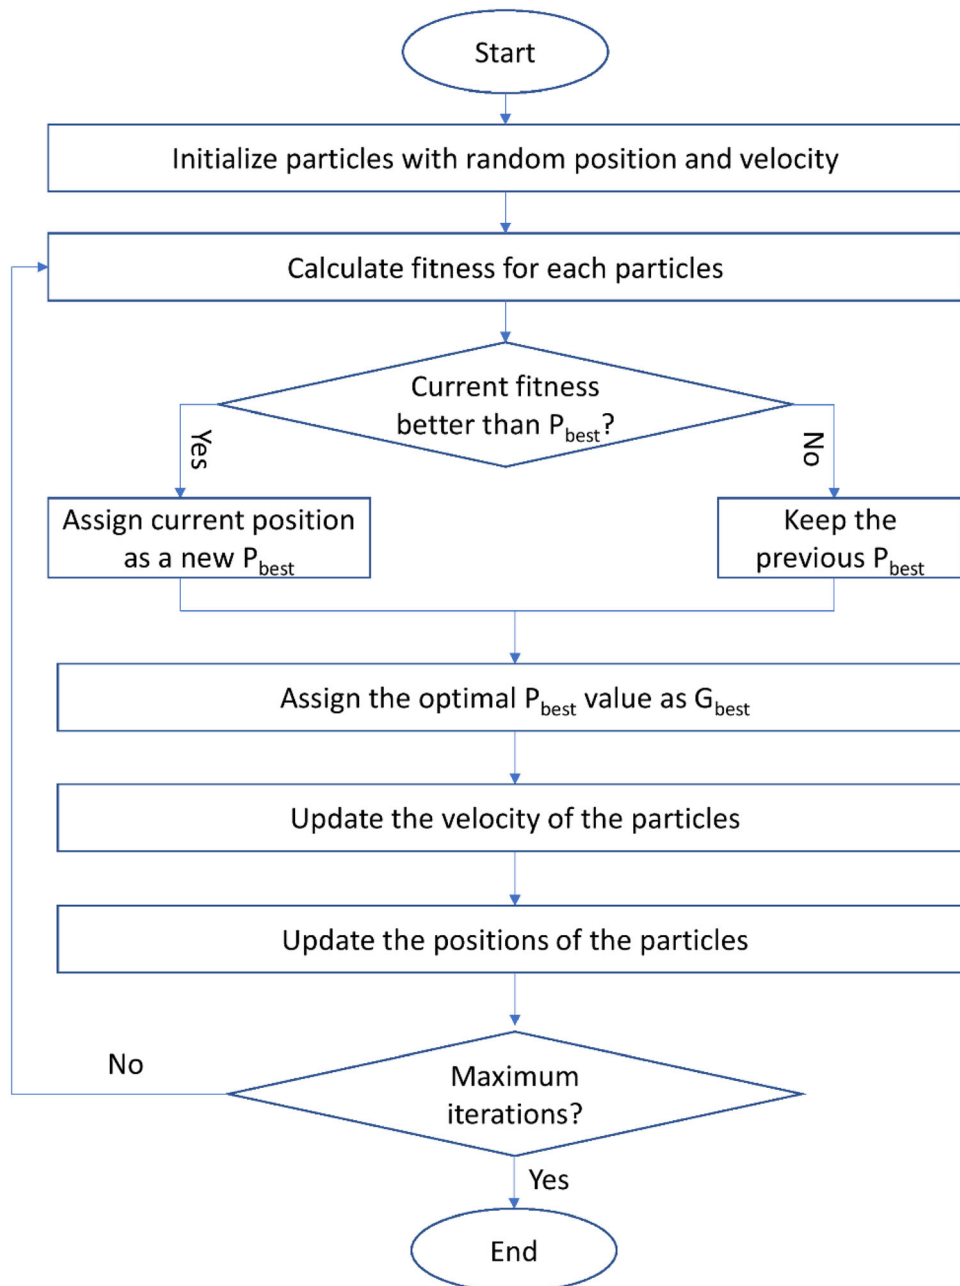 Start
Initialize particles with random position and velocity
Calculate fitness for each particles
Current fitness
better than Pbest?
Yes
No
Assign current position
as a new Pbest
Keep the
previous Pbest
Assign the optimal Pbest value as Gbest
Update the velocity of the particles
Update the positions of the particles
No
Maximum
iterations?
Yes
End